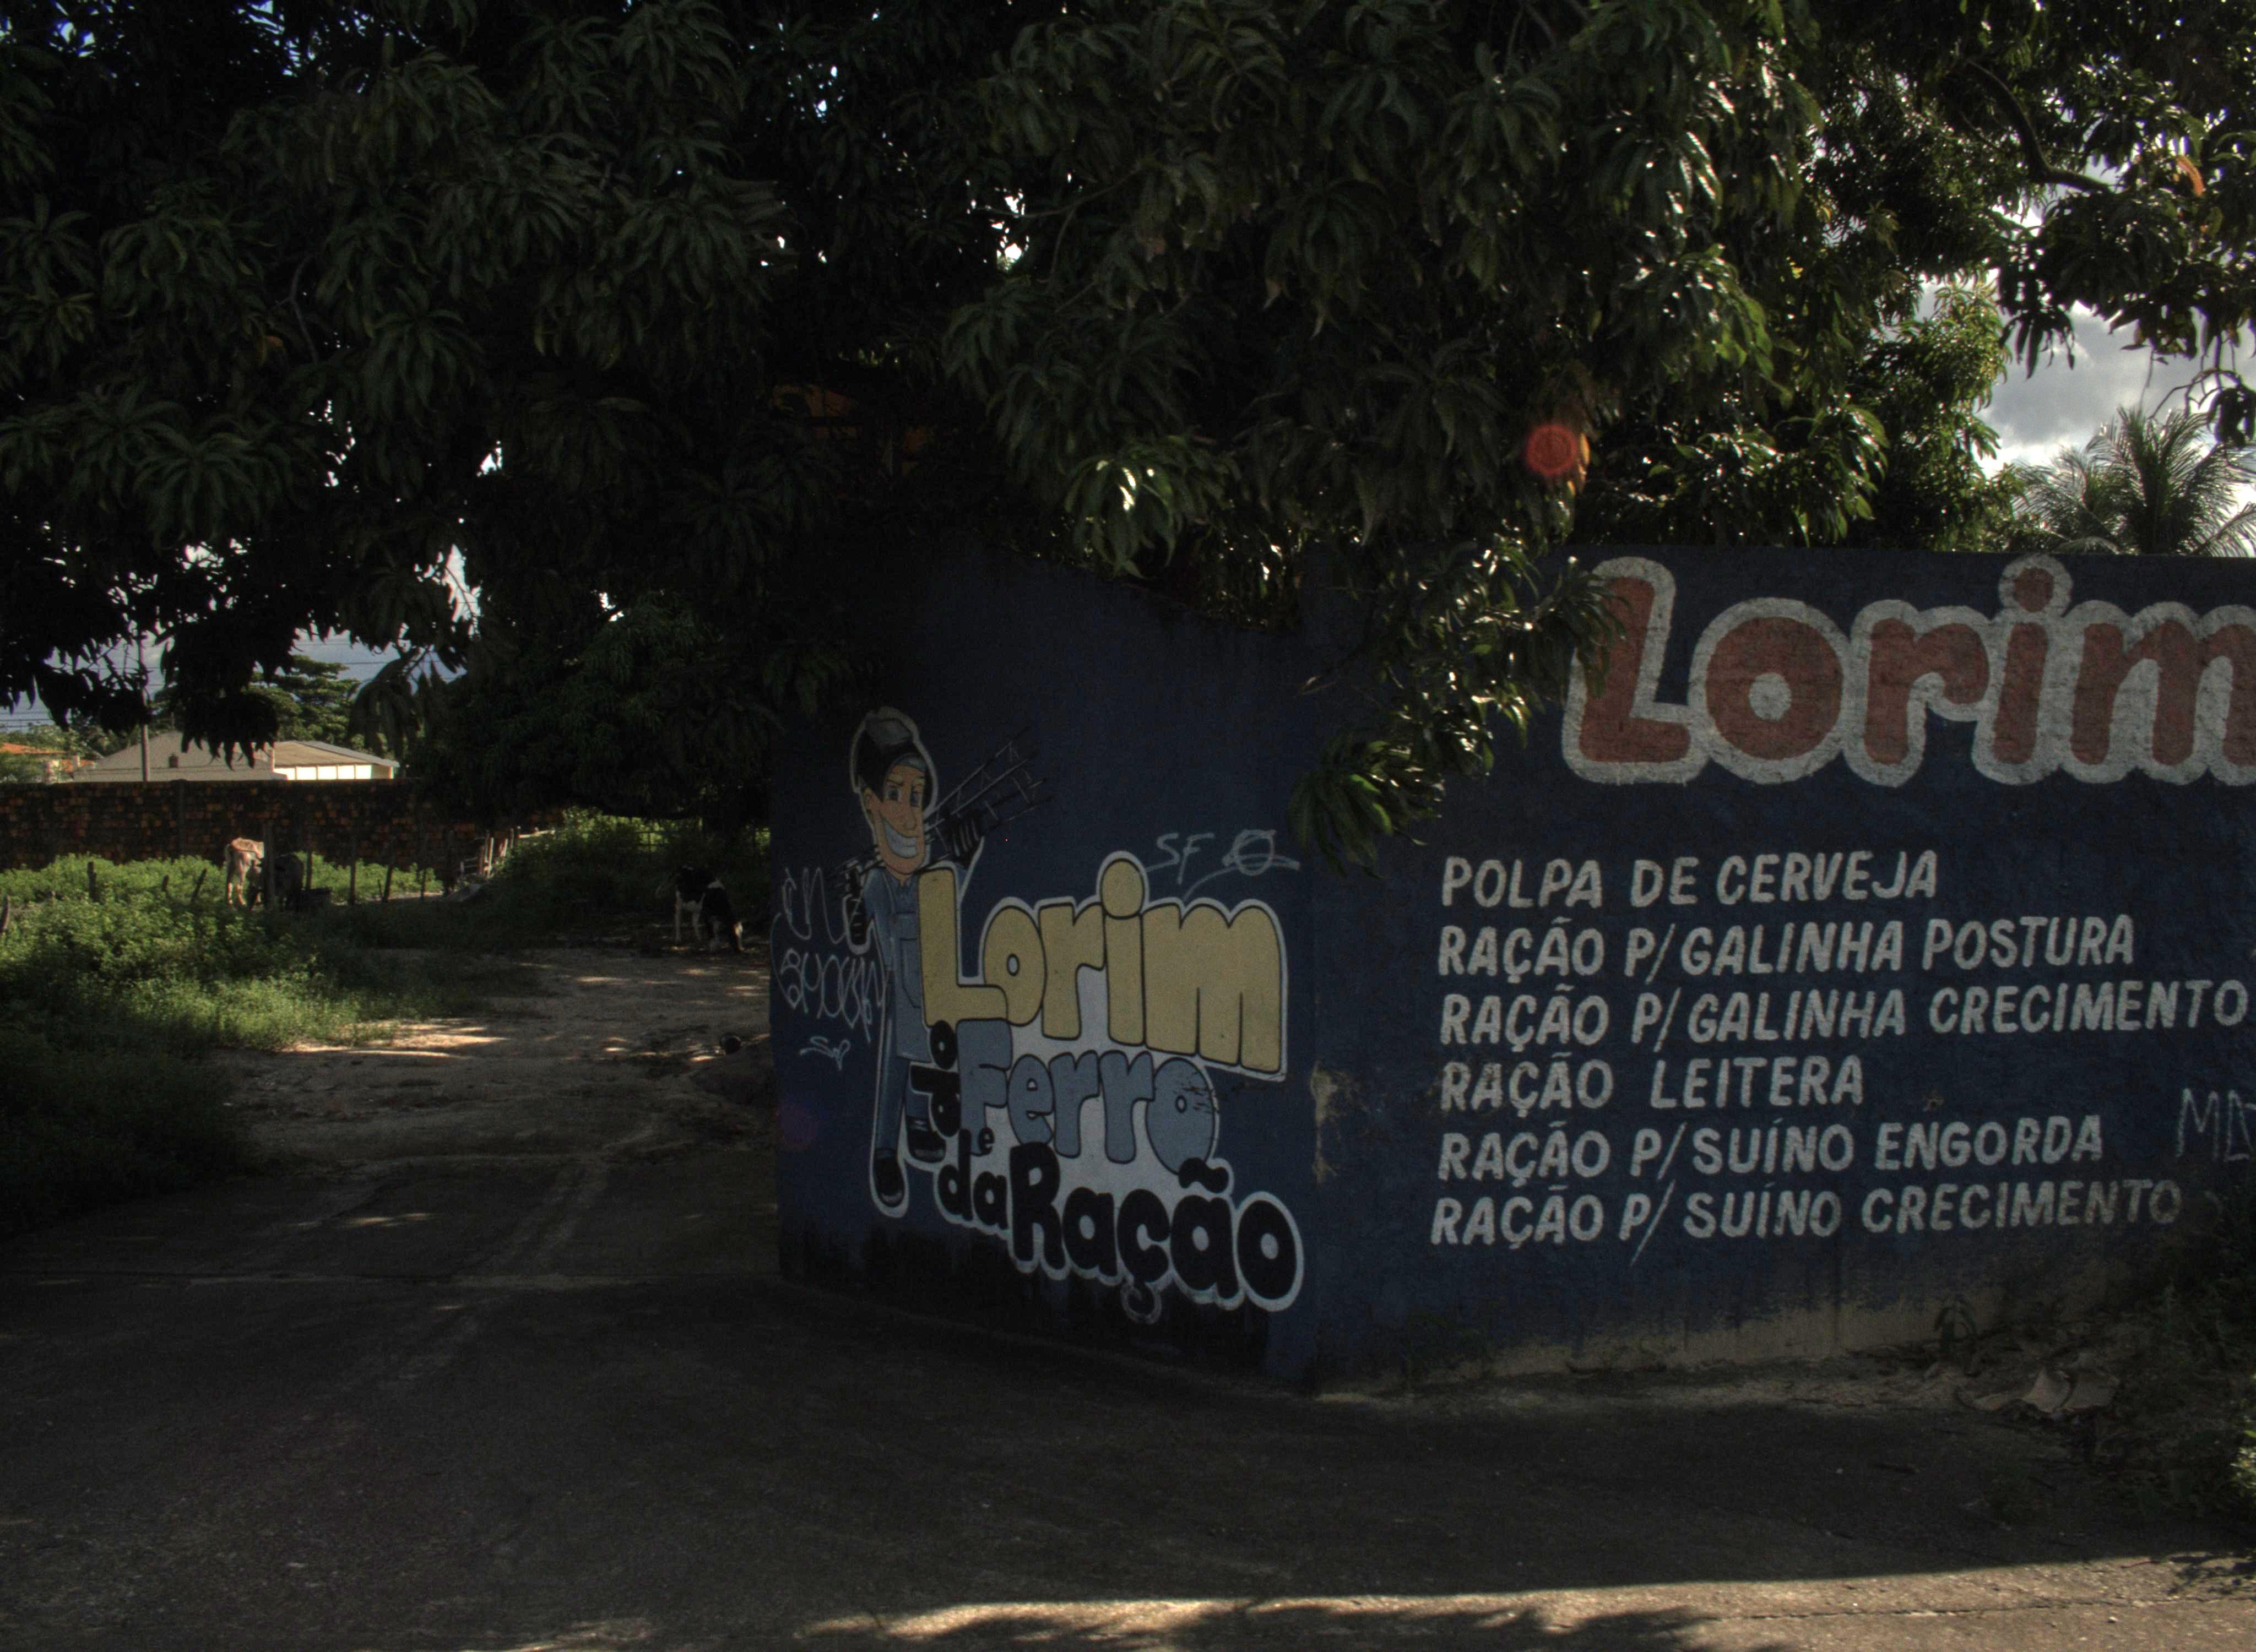 Lorim
do Ferro
e
da Ração
SF
Lorim
POLPA DE CERVEJA
RAÇÃO P/ GALINHA POSTURA
RAÇÃO P/ GALINHA CRECIMENTO
RAÇÃO LEITERA
RAÇÃO P/ SUÍNO ENGORDA
RAÇÃO P/ SUÍNO CRECIMENTO